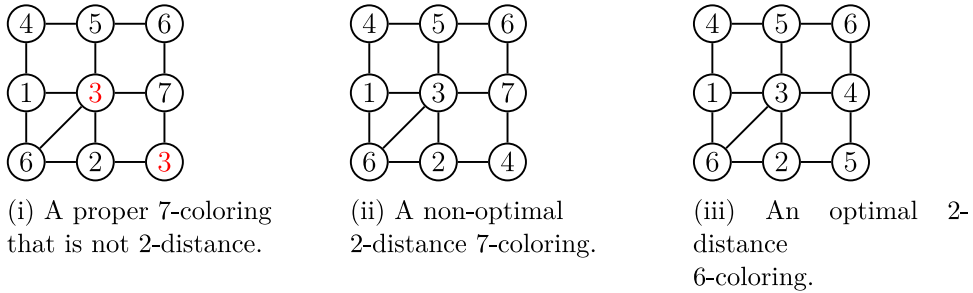 4 5 6 4 5 6 4 5 6
1 3 7 1 3 7 1 3 4
6 2 3 6 2 4 6 2 5
(i) A proper 7-coloring
that is not 2-distance.
(ii) A non-optimal
2-distance 7-coloring.
(iii) An optimal 2-
distance
6-coloring.